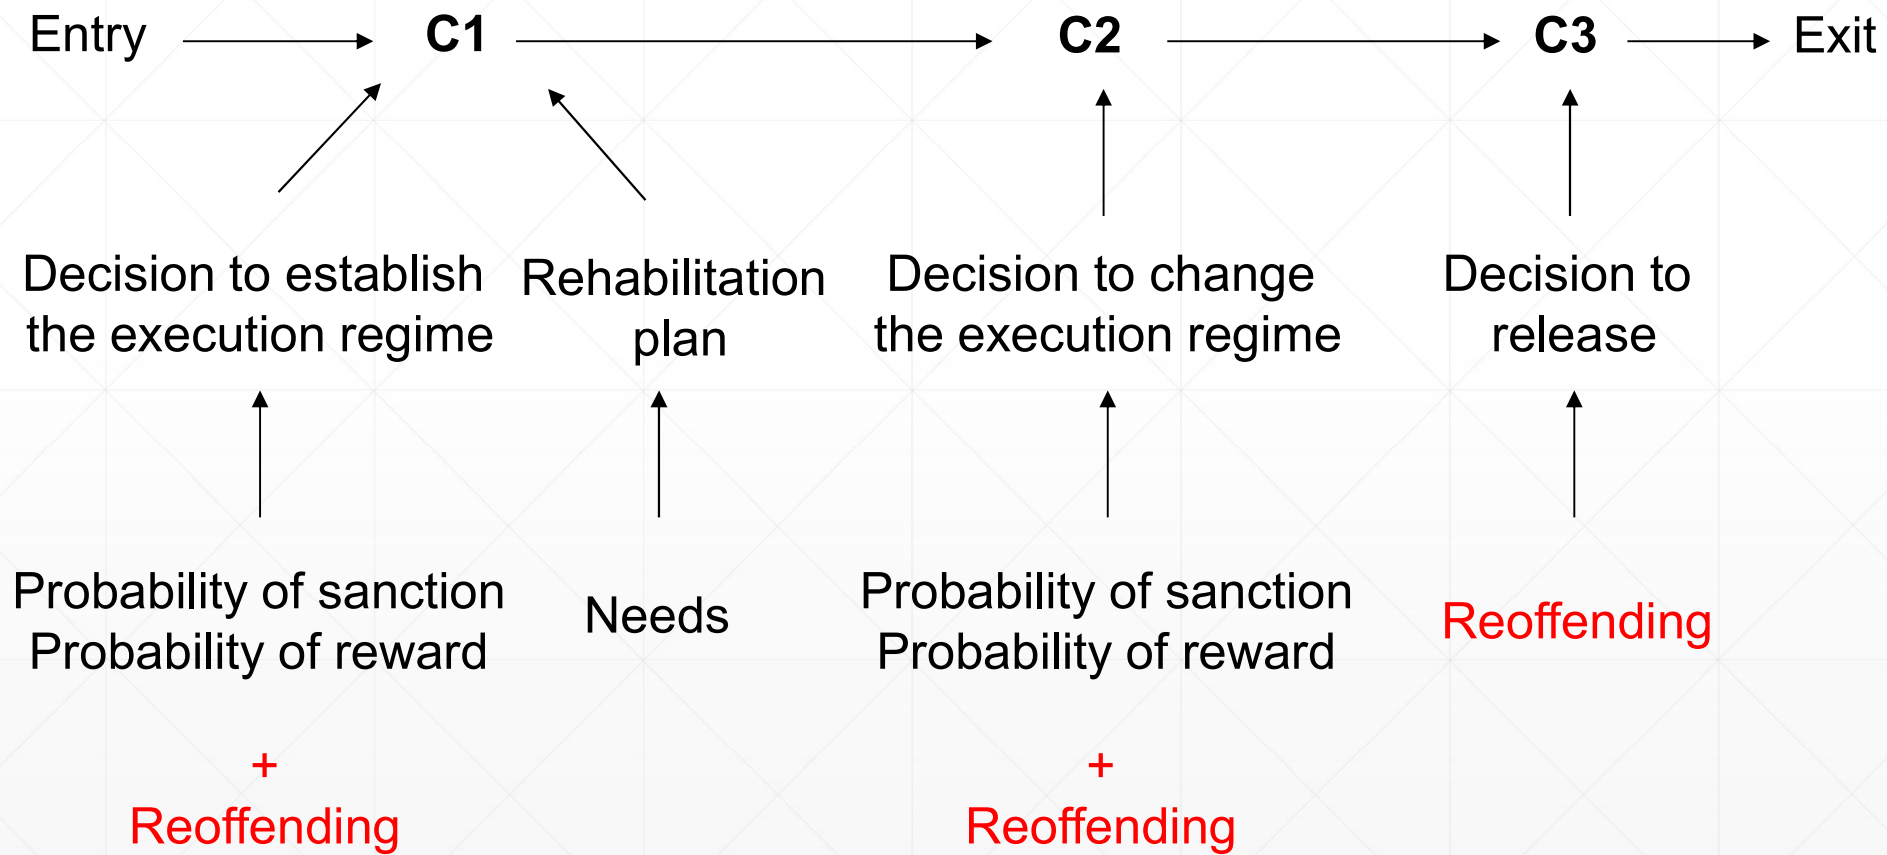 Entry C1 C2 C3 Exit
Decision to establish
the execution regime
Rehabilitation
plan
Decision to change
the execution regime
Decision to
release
Probability of sanction
Probability of reward
Needs
Probability of sanction
Probability of reward
Reoffending
+
Reoffending
+
Reoffending